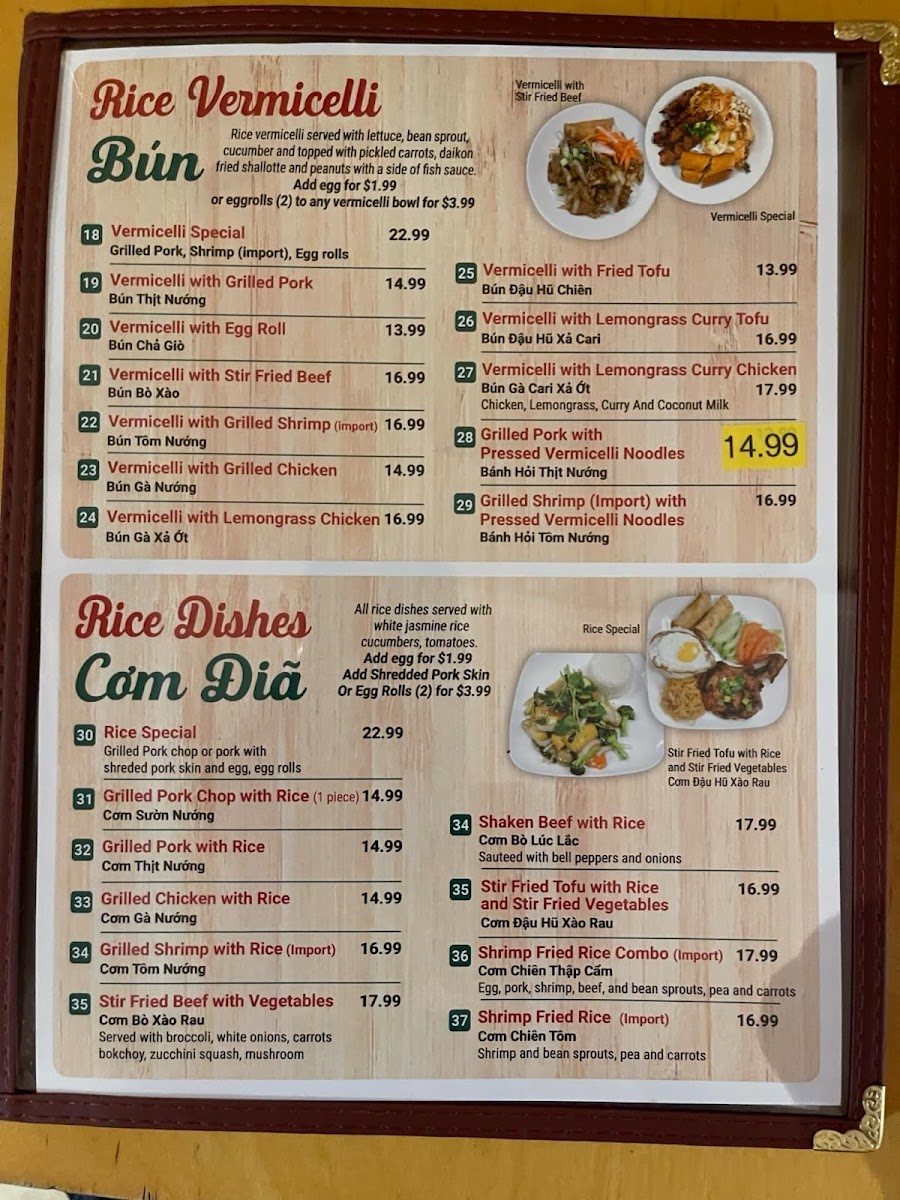 Rice Vermicelli
Bún
Rice vermicelli served with lettuce, bean sprout,
cucumber and topped with pickled carrots, daikon
fried shallotte and peanuts with a side of fish sauce.
Add egg for $1.99
or eggrolls (2) to any vermicelli bowl for $3.99
Vermicelli with
Stir Fried Beef
Vermicelli Special
18 Vermicelli Special 22.99
Grilled Pork, Shrimp (import), Egg rolls
19 Vermicelli with Grilled Pork 14.99
Bún Thịt Nướng
20 Vermicelli with Egg Roll 13.99
Bún Chả Giò
21 Vermicelli with Stir Fried Beef 16.99
Bún Bò Xào
22 Vermicelli with Grilled Shrimp (import) 16.99
Bún Tôm Nướng
23 Vermicelli with Grilled Chicken 14.99
Bún Gà Nướng
24 Vermicelli with Lemongrass Chicken 16.99
Bún Gà Xả Ớt
25 Vermicelli with Fried Tofu 13.99
Bún Đậu Hũ Chiên
26 Vermicelli with Lemongrass Curry Tofu
Bún Đậu Hũ Xả Cari 16.99
27 Vermicelli with Lemongrass Curry Chicken
Bún Gà Cari Xả Ớt 17.99
Chicken, Lemongrass, Curry And Coconut Milk
28 Grilled Pork with
Pressed Vermicelli Noodles 14.99
Bánh Hỏi Thịt Nướng
29 Grilled Shrimp (Import) with 16.99
Pressed Vermicelli Noodles
Bánh Hỏi Tôm Nướng
Rice Dishes
Cơm Điã
All rice dishes served with
white jasmine rice
cucumbers, tomatoes.
Add egg for $1.99
Add Shredded Pork Skin
Or Egg Rolls (2) for $3.99
Rice Special
Stir Fried Tofu with Rice
and Stir Fried Vegetables
Cơm Đậu Hũ Xào Rau
30 Rice Special 22.99
Grilled Pork chop or pork with
shreded pork skin and egg, egg rolls
31 Grilled Pork Chop with Rice (1 piece) 14.99
Cơm Sườn Nướng
32 Grilled Pork with Rice 14.99
Cơm Thịt Nướng
33 Grilled Chicken with Rice 14.99
Cơm Gà Nướng
34 Grilled Shrimp with Rice (Import) 16.99
Cơm Tôm Nướng
35 Stir Fried Beef with Vegetables 17.99
Cơm Bò Xào Rau
Served with broccoli, white onions, carrots
bokchoy, zucchini squash, mushroom
34 Shaken Beef with Rice 17.99
Cơm Bò Lúc Lắc
Sauteed with bell peppers and onions
35 Stir Fried Tofu with Rice 16.99
and Stir Fried Vegetables
Cơm Đậu Hũ Xào Rau
36 Shrimp Fried Rice Combo (Import) 17.99
Cơm Chiên Thập Cẩm
Egg, pork, shrimp, beef, and bean sprouts, pea and carrots
37 Shrimp Fried Rice (Import) 16.99
Cơm Chiên Tôm
Shrimp and bean sprouts, pea and carrots